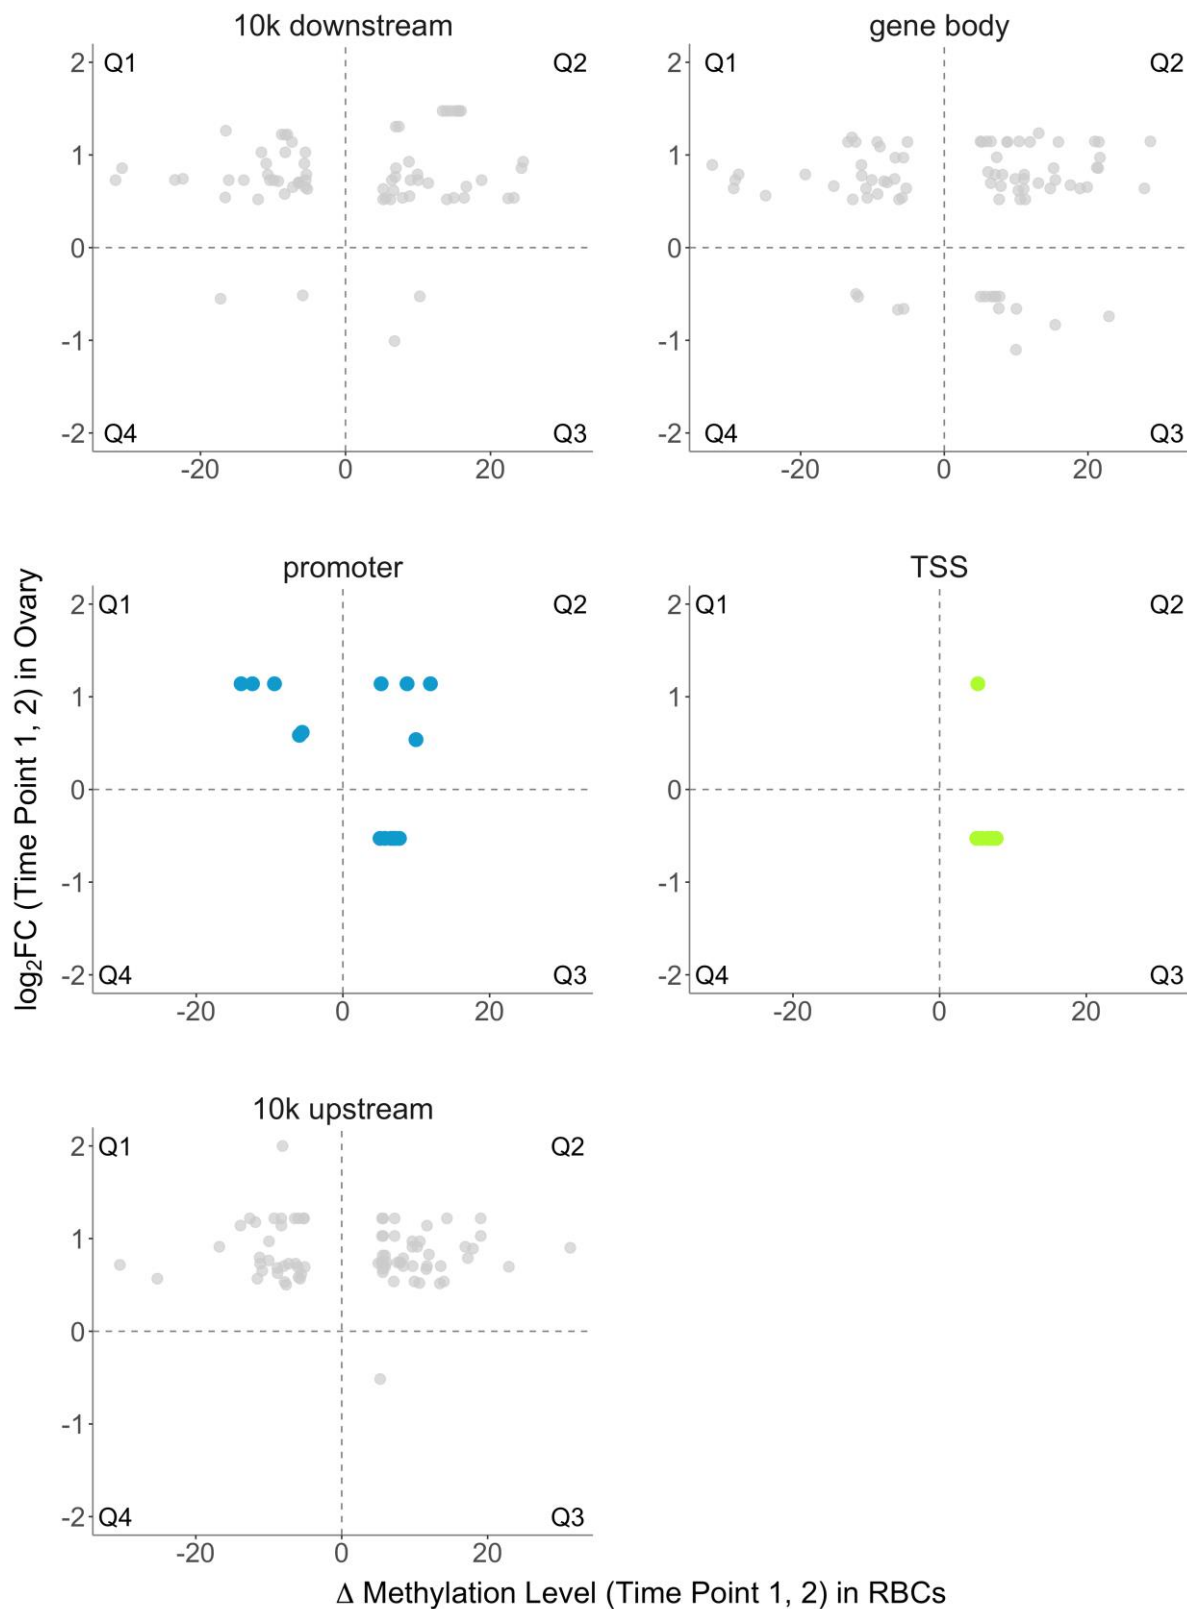 10k downstream
gene body
2 Q1 Q2
2 Q1 Q2
1
1
0
0
-1
-1
-2 Q4 Q3
-2 Q4 Q3
-20 0 20
-20 0 20
promoter
TSS
2 Q1 Q2
2 Q1 Q2
1
1
0
0
-1
-1
-2 Q4 Q3
-2 Q4 Q3
-20 0 20
-20 0 20
log₂FC (Time Point 1, 2) in Ovary
10k upstream
2 Q1 Q2
1
0
-1
-2 Q4 Q3
-20 0 20
Δ Methylation Level (Time Point 1, 2) in RBCs